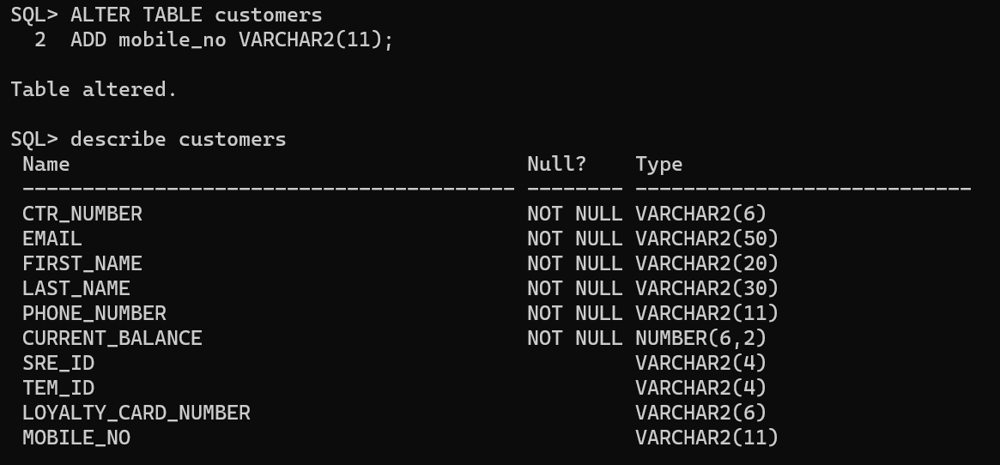 SQL> ALTER TABLE customers
  2  ADD mobile_no VARCHAR2(11);
Table altered.
SQL> describe customers
 Name                                      Null?    Type
 ----------------------------------------- -------- ----------------------------
 CTR_NUMBER                                NOT NULL VARCHAR2(6)
 EMAIL                                     NOT NULL VARCHAR2(50)
 FIRST_NAME                                NOT NULL VARCHAR2(20)
 LAST_NAME                                 NOT NULL VARCHAR2(30)
 PHONE_NUMBER                              NOT NULL VARCHAR2(11)
 CURRENT_BALANCE                           NOT NULL NUMBER(6,2)
 SRE_ID                                             VARCHAR2(4)
 TEM_ID                                             VARCHAR2(4)
 LOYALTY_CARD_NUMBER                                VARCHAR2(6)
 MOBILE_NO                                          VARCHAR2(11)